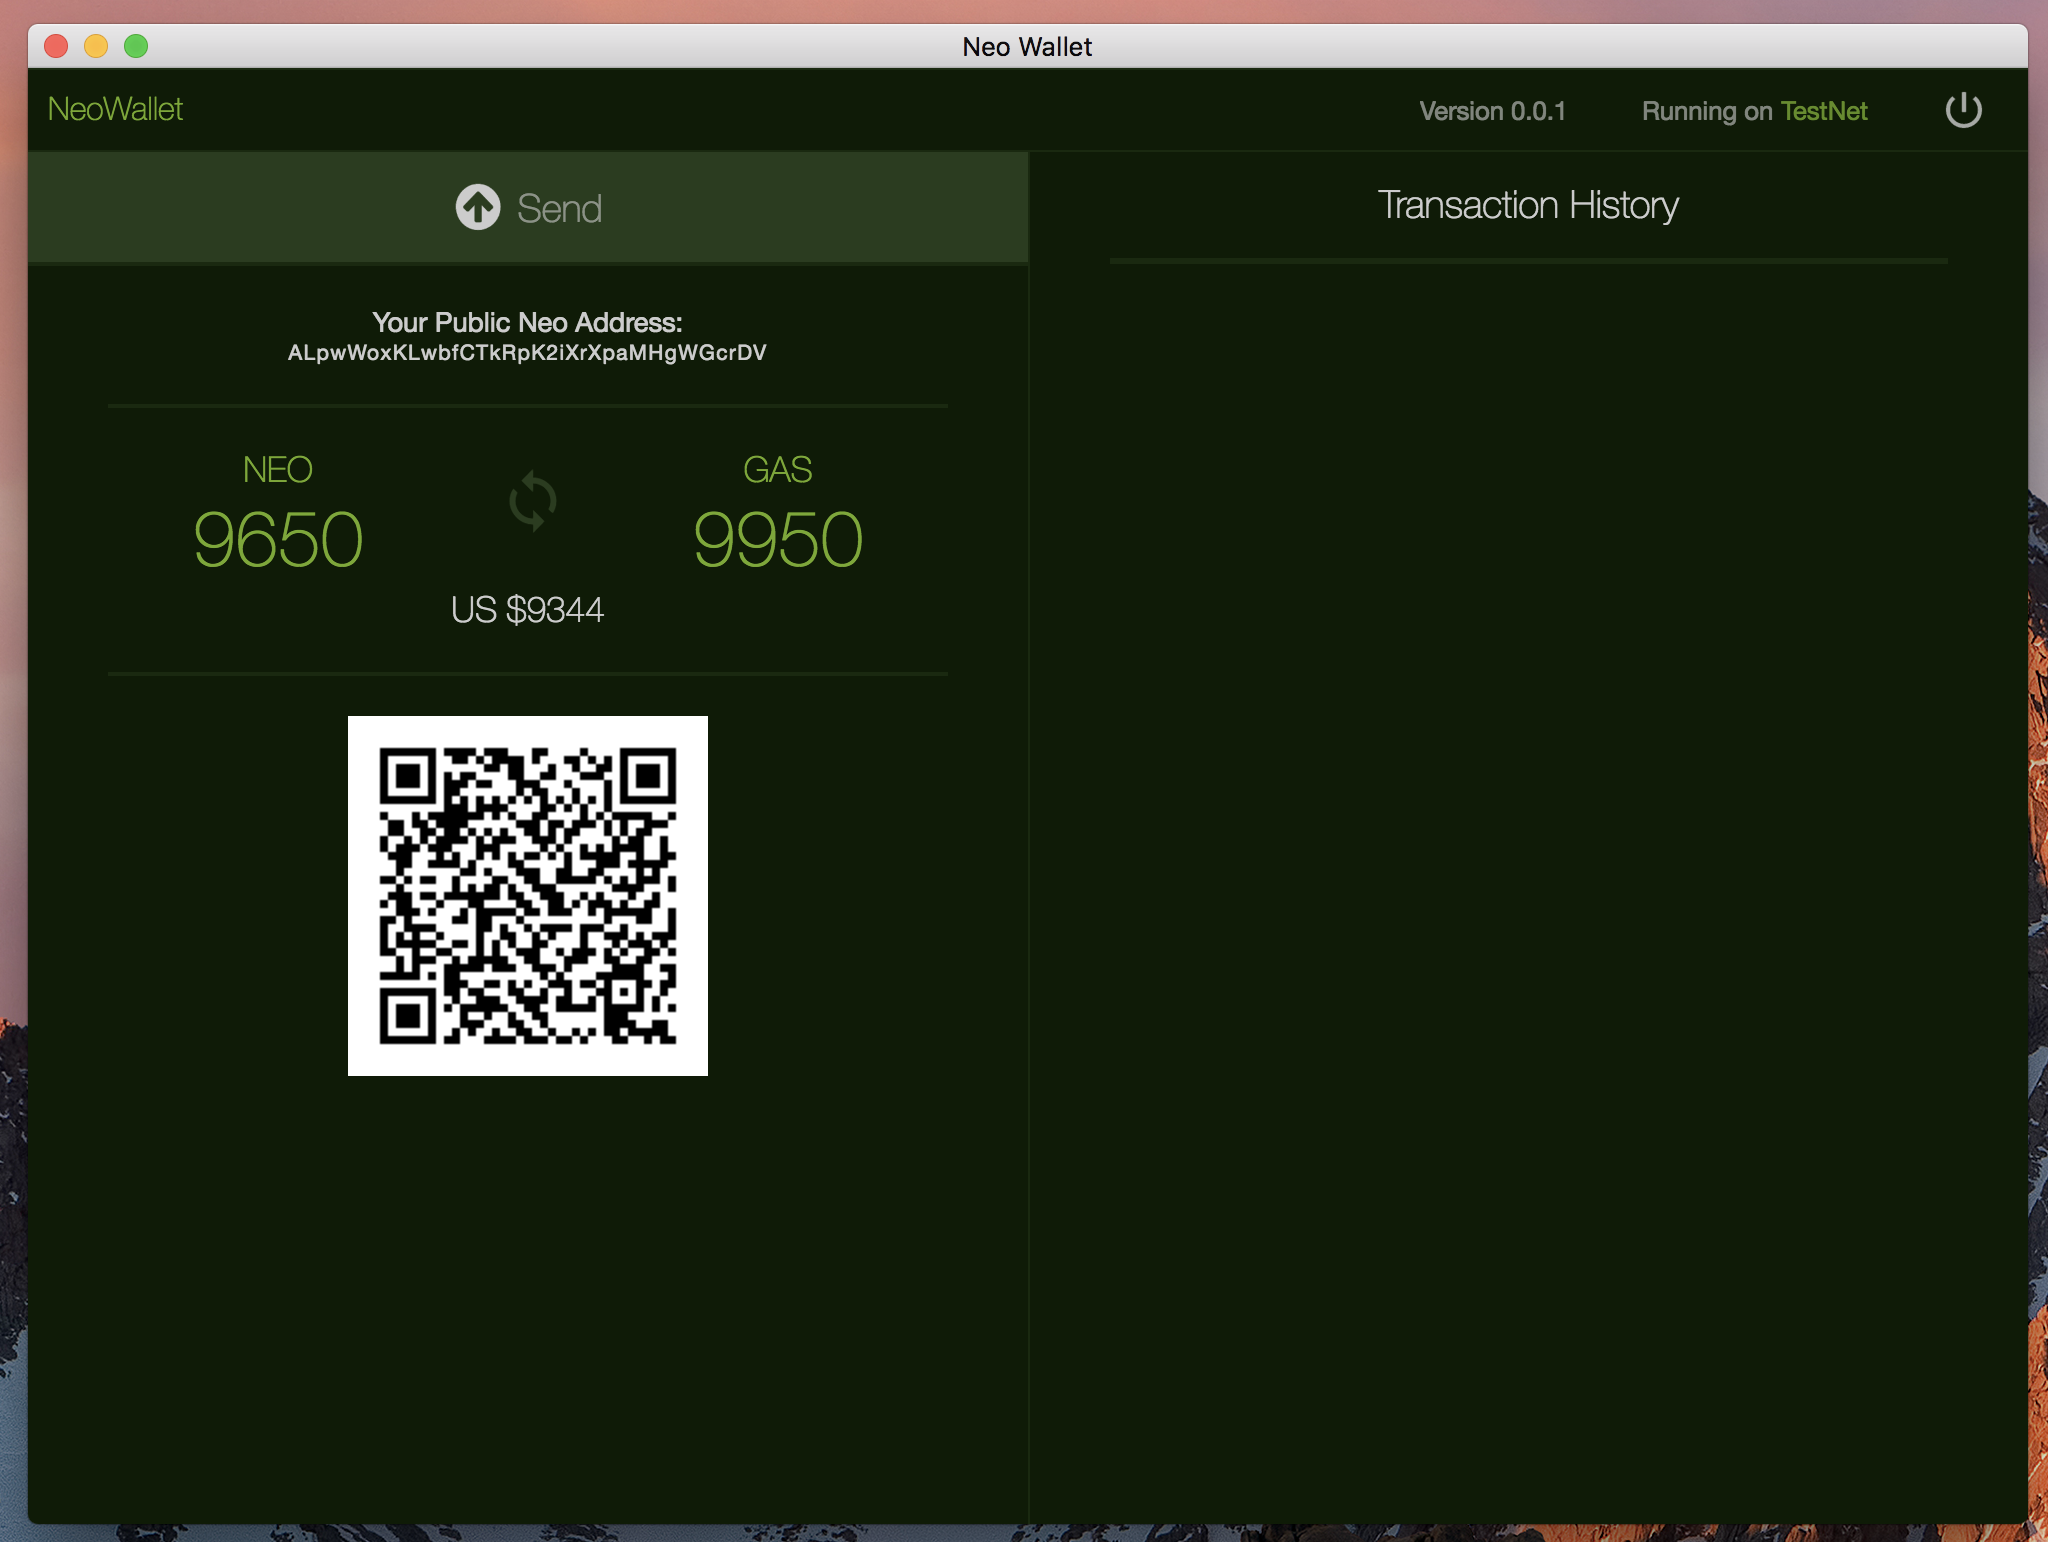 Neo Wallet
NeoWallet
Version 0.0.1
Running on TestNet
Send
Transaction History
Your Public Neo Address:
ALpwWoxKLwbfCTkRpK2iXrXpaMHgWGcrDV
NEO
GAS
9650
9950
US $9344